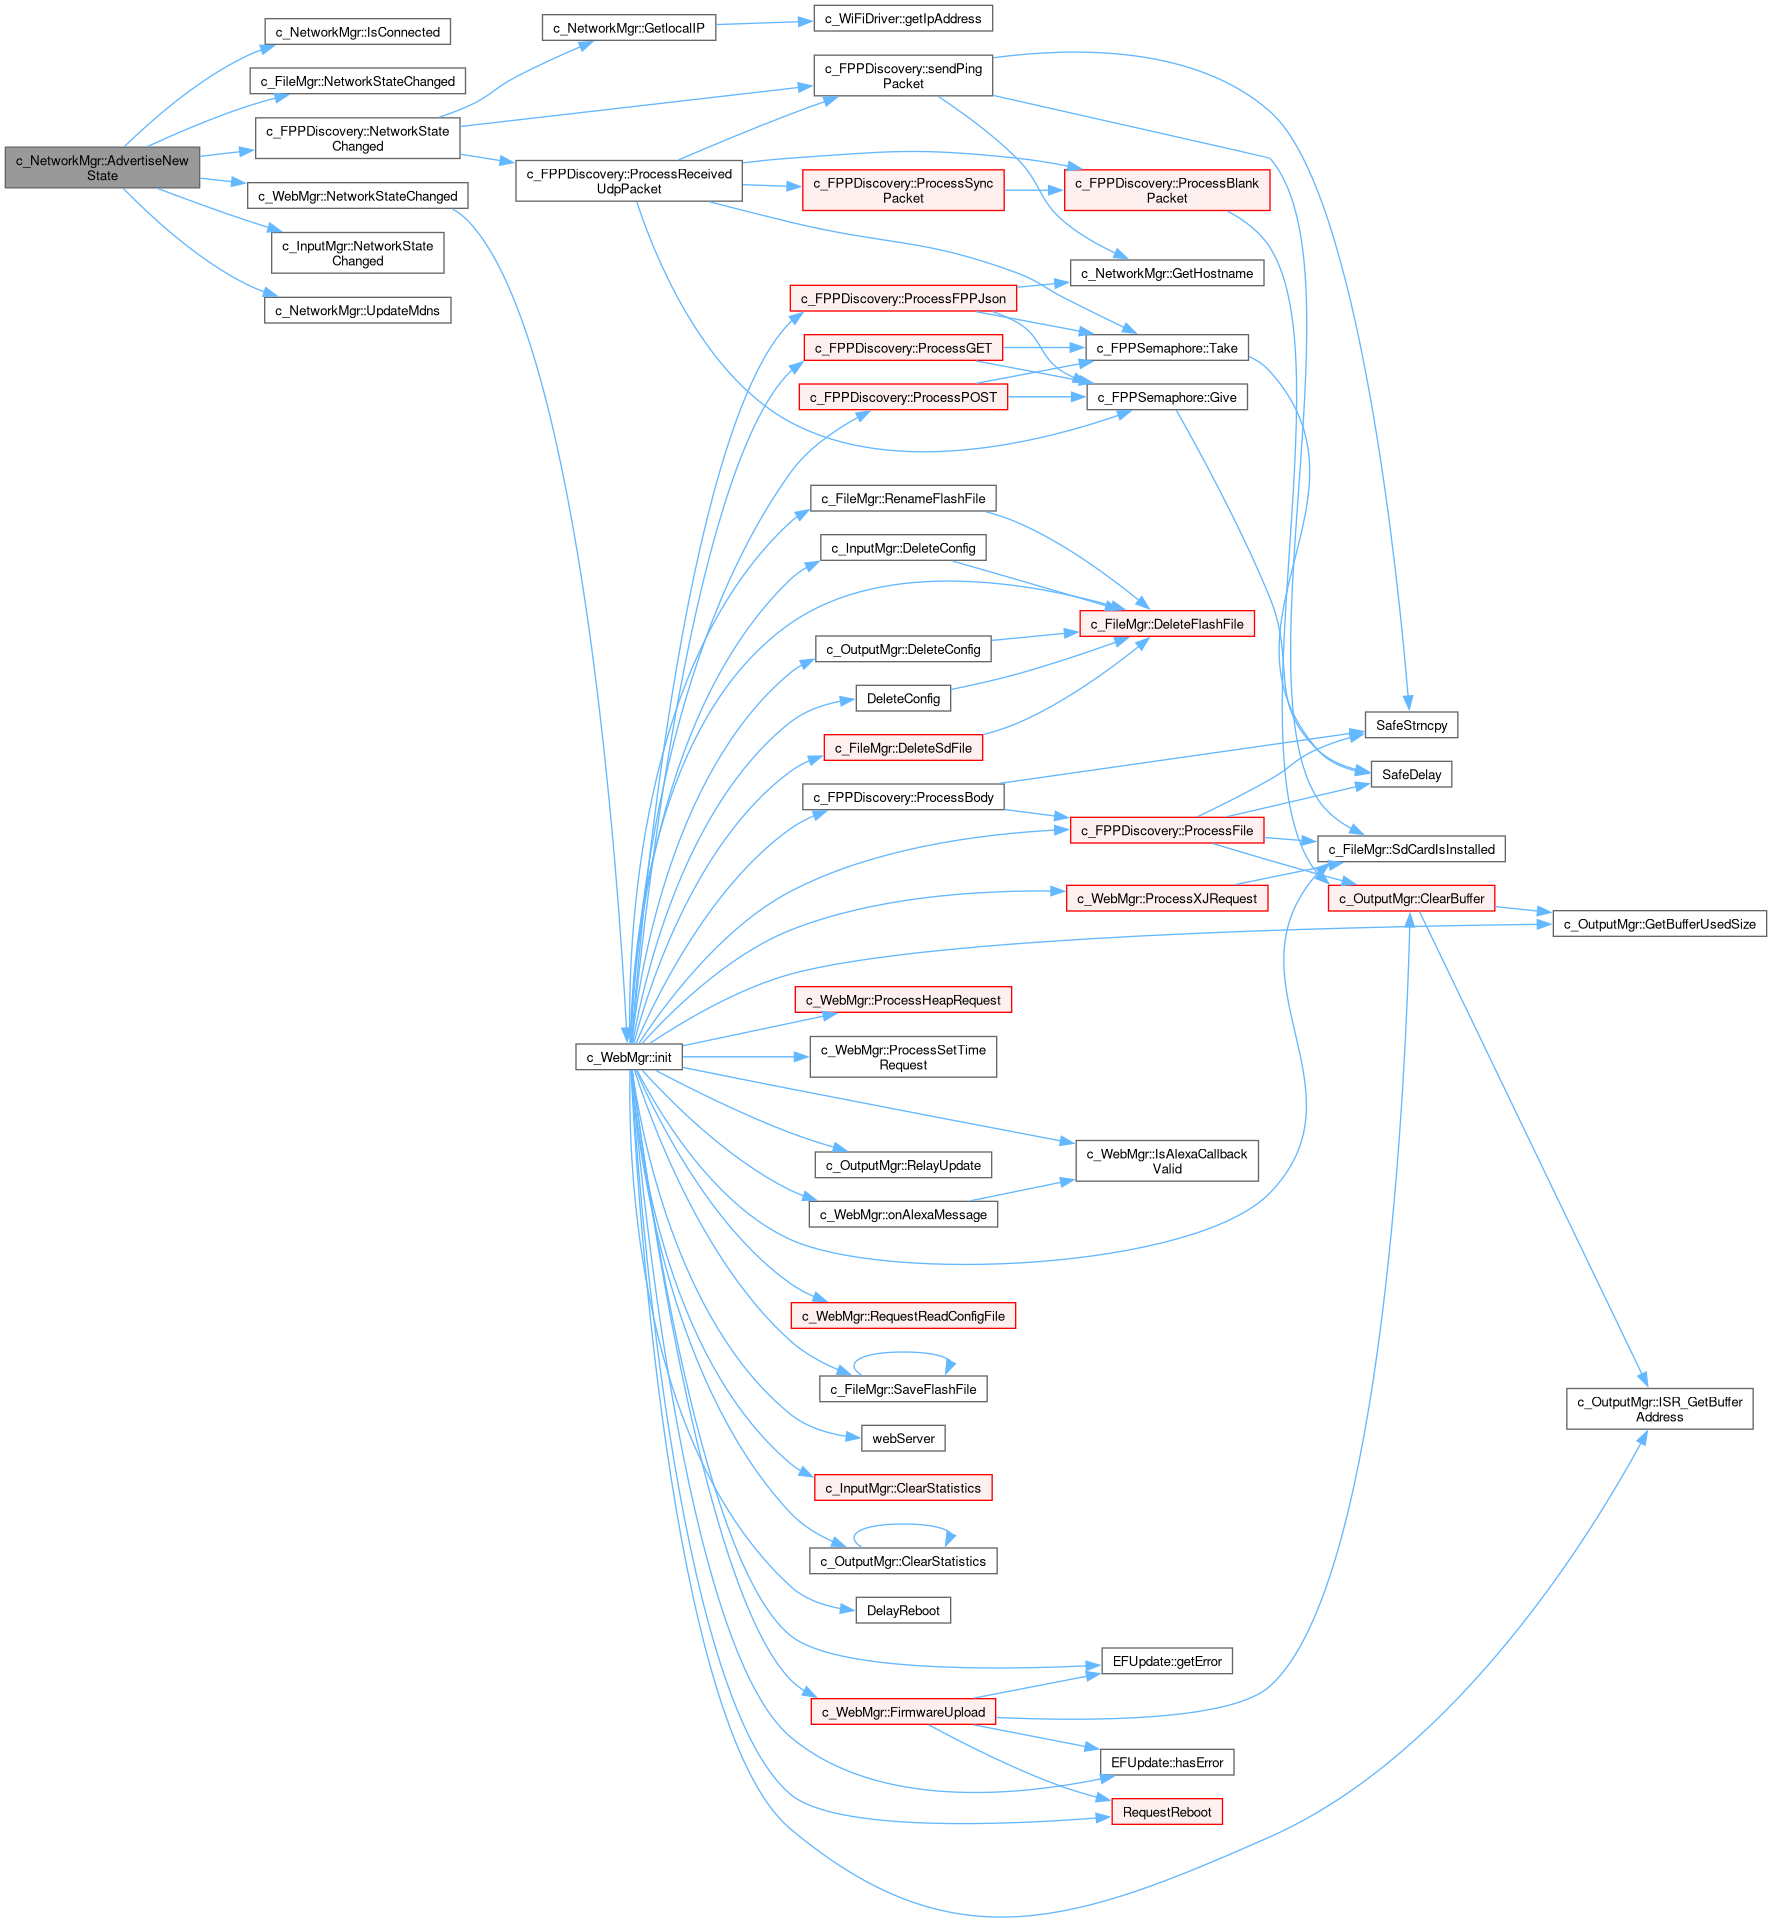 c_NetworkMgr::AdvertiseNew
State
c_NetworkMgr::IsConnected
c_FileMgr::NetworkStateChanged
c_FPPDiscovery::NetworkState
Changed
c_WebMgr::NetworkStateChanged
c_InputMgr::NetworkState
Changed
c_NetworkMgr::UpdateMdns
c_NetworkMgr::GetlocalIP
c_WiFiDriver::getIpAddress
c_FPPDiscovery::sendPing
Packet
c_FPPDiscovery::ProcessReceived
UdpPacket
c_FPPDiscovery::ProcessSync
Packet
c_FPPDiscovery::ProcessBlank
Packet
c_NetworkMgr::GetHostname
c_FPPDiscovery::ProcessFPPJson
c_FPPDiscovery::ProcessGET
c_FPPSemaphore::Take
c_FPPDiscovery::ProcessPOST
c_FPPSemaphore::Give
c_FileMgr::RenameFlashFile
c_InputMgr::DeleteConfig
c_FileMgr::DeleteFlashFile
c_OutputMgr::DeleteConfig
DeleteConfig
c_FileMgr::DeleteSdFile
SafeStrncpy
SafeDelay
c_FPPDiscovery::ProcessBody
c_FPPDiscovery::ProcessFile
c_FileMgr::SdCardIsInstalled
c_WebMgr::ProcessXJRequest
c_OutputMgr::ClearBuffer
c_OutputMgr::GetBufferUsedSize
c_WebMgr::ProcessHeapRequest
c_WebMgr::init
c_WebMgr::ProcessSetTime
Request
c_OutputMgr::RelayUpdate
c_WebMgr::IsAlexaCallback
Valid
c_WebMgr::onAlexaMessage
c_WebMgr::RequestReadConfigFile
c_FileMgr::SaveFlashFile
c_OutputMgr::ISR_GetBuffer
Address
webServer
c_InputMgr::ClearStatistics
c_OutputMgr::ClearStatistics
DelayReboot
EFUpdate::getError
c_WebMgr::FirmwareUpload
EFUpdate::hasError
RequestReboot